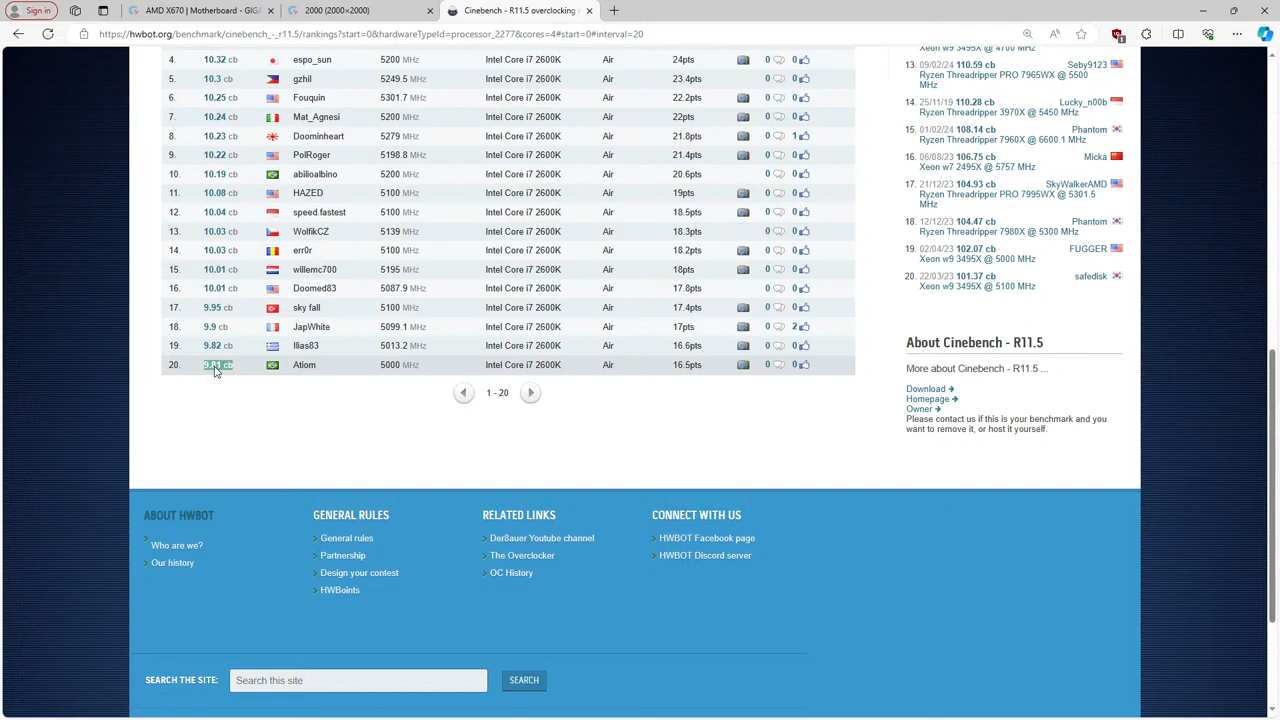 Sign in
AMD X670 | Motherboard - GIGA
2000 (2000×2000)
Cinebench - R11.5 overclocking
https://hwbot.org/benchmark/cinebench_-_r11.5/rankings?start=0&hardwareTypeId=processor_2277&cores=4#start=0#interval=20
4. 10.32 cb espo_sun 5200 MHz Intel Core i7 2600K Air 24pts 0 0
5. 10.3 cb gzhil 5249.5 MHz Intel Core i7 2600K Air 23.4pts 0 0
6. 10.25 cb Fouquin 5301.7 MHz Intel Core i7 2600K Air 22.2pts 0 0
7. 10.24 cb Mat_Agnesi 5200 MHz Intel Core i7 2600K Air 22pts 0 0
8. 10.23 cb Doominheart 5279 MHz Intel Core i7 2600K Air 21.8pts 0 1
9. 10.22 cb PolRoger 5198.8 MHz Intel Core i7 2600K Air 21.4pts 0 0
10. 10.19 cb 5200 MHz Intel Core i7 2600K Air 20.6pts 0 0
11. 10.08 cb HAZED 5100 MHz Intel Core i7 2600K Air 19pts 0 0
12. 10.04 cb speed.fastest 5100 MHz Intel Core i7 2600K Air 18.5pts 0 0
13. 10.03 cb WolfikCZ 5139 MHz Intel Core i7 2600K Air 18.3pts 0 0
14. 10.03 cb err0r 5100 MHz Intel Core i7 2600K Air 18.2pts 0 0
15. 10.01 cb willemc700 5195 MHz Intel Core i7 2600K Air 18pts 0 0
16. 10.01 cb Doomed83 5087.9 MHz Intel Core i7 2600K Air 17.8pts 0 0
17. 9.95 cb sky fall 5100 MHz Intel Core i7 2600K Air 17.4pts 0 0
18. 9.9 cb JapWhite 5099.1 MHz Intel Core i7 2600K Air 17pts 0 2
19. 9.82 cb Ilias83 5013.2 MHz Intel Core i7 2600K Air 16.5pts 0 0
20. 9.81 cb Atiom 5000 MHz Intel Core i7 2600K Air 16.5pts 0 0
1 - 20
Xeon w9 3495X @ 4700 MHz
13. 09/02/24 110.59 cb Seby9123
Ryzen Threadripper PRO 7965WX @ 5500
MHz
14. 25/11/19 110.28 cb Lucky_n00b
Ryzen Threadripper 3970X @ 5450 MHz
15. 01/02/24 108.14 cb Phantom
Ryzen Threadripper 7960X @ 6600.1 MHz
16. 06/08/23 106.75 cb Micka
Xeon w7 2495X @ 5757 MHz
17. 21/12/23 104.93 cb SkyWalkerAMD
Ryzen Threadripper PRO 7995WX @ 5301.5
MHz
18. 12/12/23 104.47 cb Phantom
Ryzen Threadripper 7980X @ 5300 MHz
19. 02/04/23 102.07 cb FUGGER
Xeon w9 3495X @ 5000 MHz
20. 22/03/23 101.37 cb safedisk
Xeon w9 3495X @ 5100 MHz
About Cinebench - R11.5
More about Cinebench - R11.5 ...
Download
Homepage
Owner
Please contact us if this is your benchmark and you
want to remove it, or host it yourself.
ABOUT HWBOT
Who are we?
Our history
GENERAL RULES
General rules
Partnership
Design your contest
HWBoints
RELATED LINKS
Der8auer Youtube channel
The Overclocker
OC History
CONNECT WITH US
HWBOT Facebook page
HWBOT Discord server
SEARCH THE SITE: Search this site SEARCH